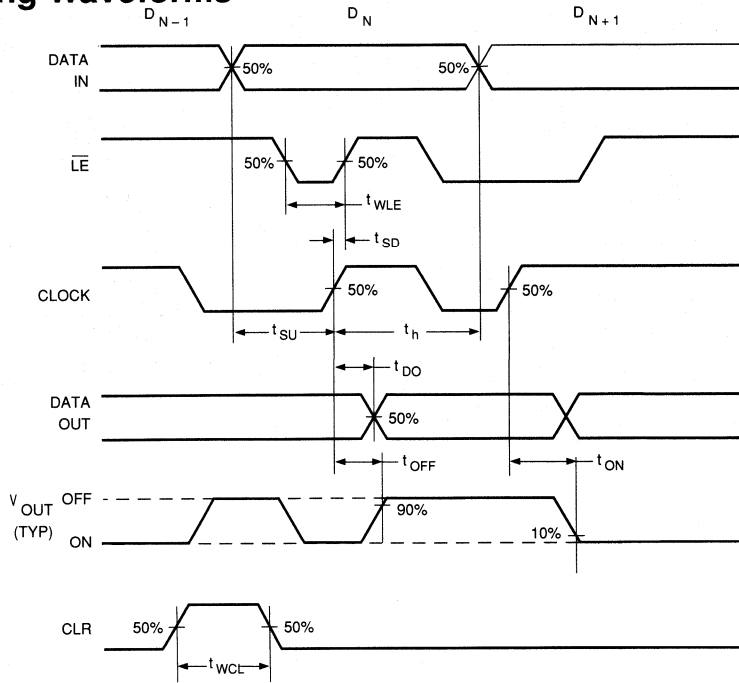 ng Waveforms
D N – 1 D N D N + 1
DATA IN 50% 50%
LE 50% 50%
t WLE
t SD
CLOCK 50% 50%
t SU t h
t DO
DATA OUT 50%
t OFF t ON
V OUT (TYP) OFF 90%
ON 10%
CLR 50% 50%
t WCL